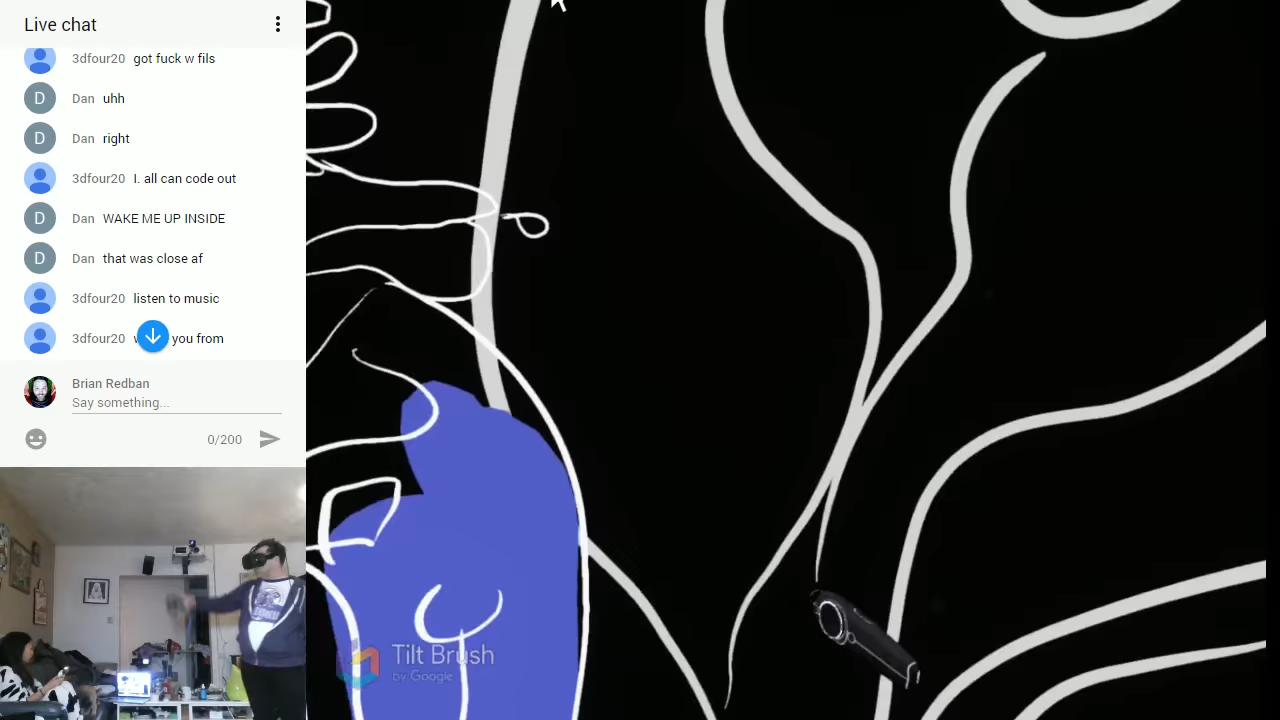 Live chat
3dfour20 got fuck w fils
Dan uhh
Dan right
3dfour20 I. all can code out
Dan WAKE ME UP INSIDE
Dan that was close af
3dfour20 listen to music
3dfour20 you from
Brian Redban
Say something...
0/200
Tilt Brush
by Google